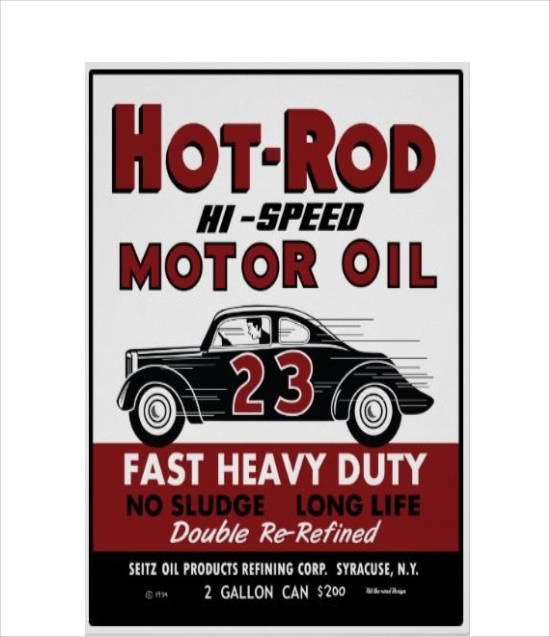 HOT-ROD
HI-SPEED
MOTOR OIL
23
FAST HEAVY DUTY
NO SLUDGE LONG LIFE
Double Re-Refined
SEITZ OIL PRODUCTS REFINING CORP. SYRACUSE, N.Y.
© 1954 2 GALLON CAN $200